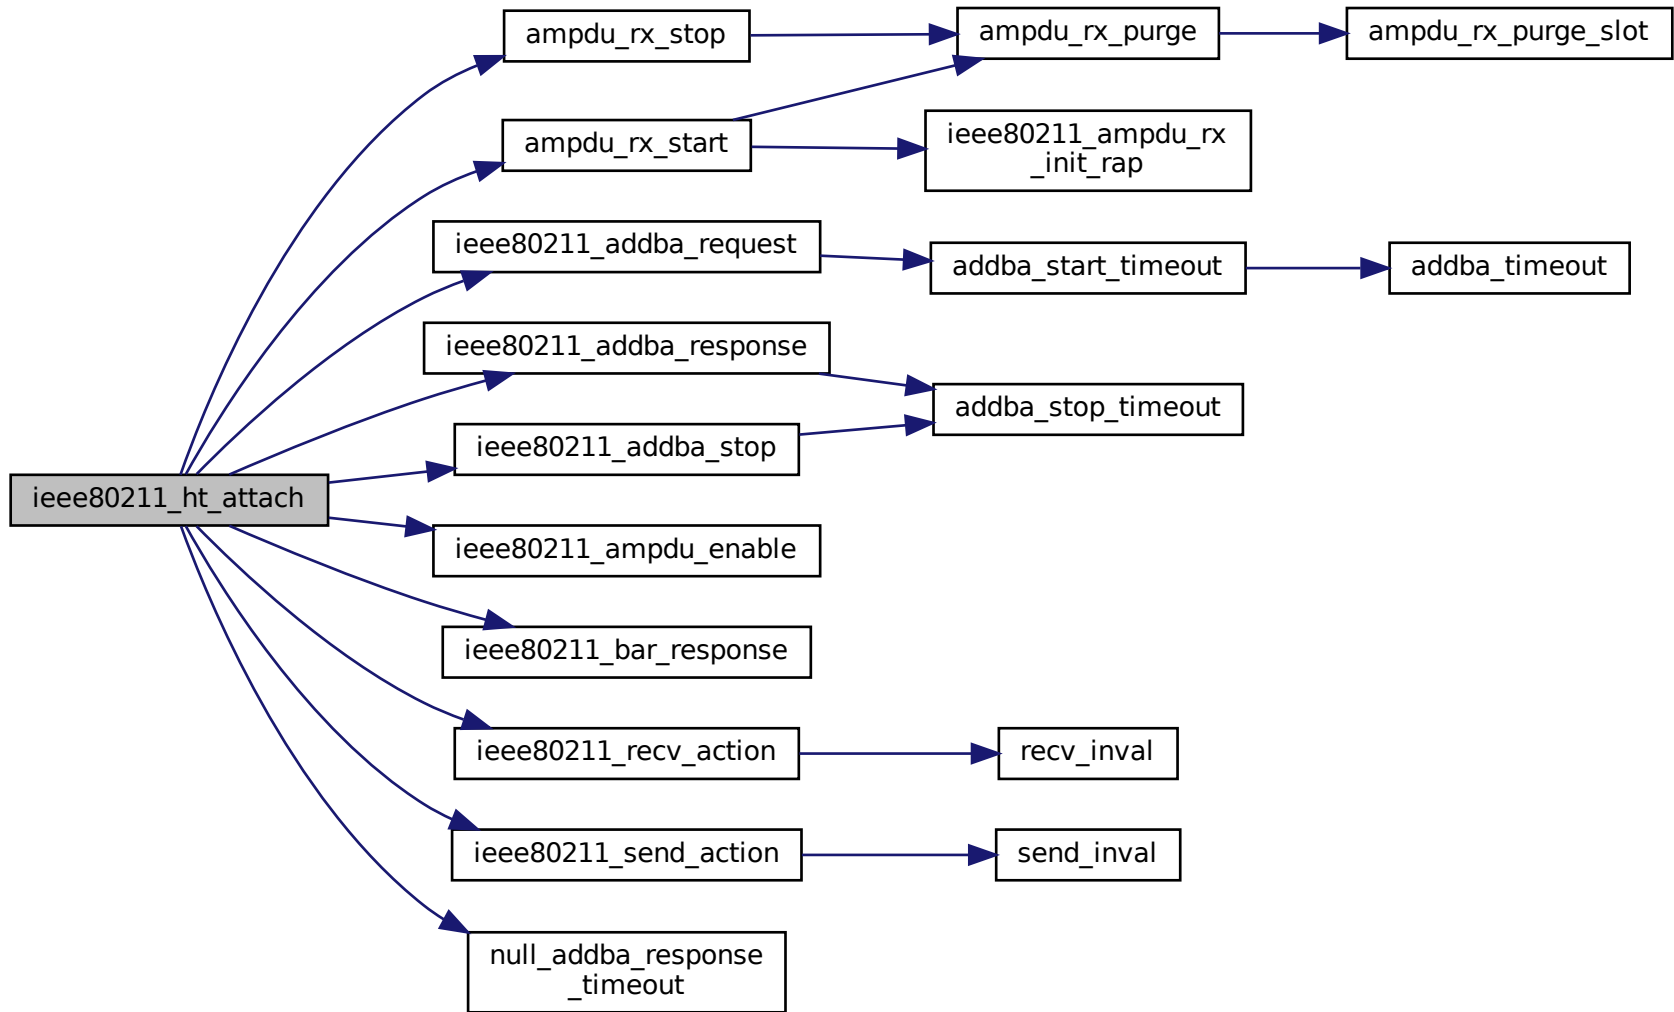 ampdu_rx_stop
ampdu_rx_purge
ampdu_rx_purge_slot
ampdu_rx_start
ieee80211_ampdu_rx
_init_rap
ieee80211_addba_request
addba_start_timeout
addba_timeout
ieee80211_addba_response
addba_stop_timeout
ieee80211_addba_stop
ieee80211_ht_attach
ieee80211_ampdu_enable
ieee80211_bar_response
ieee80211_recv_action
recv_inval
ieee80211_send_action
send_inval
null_addba_response
_timeout